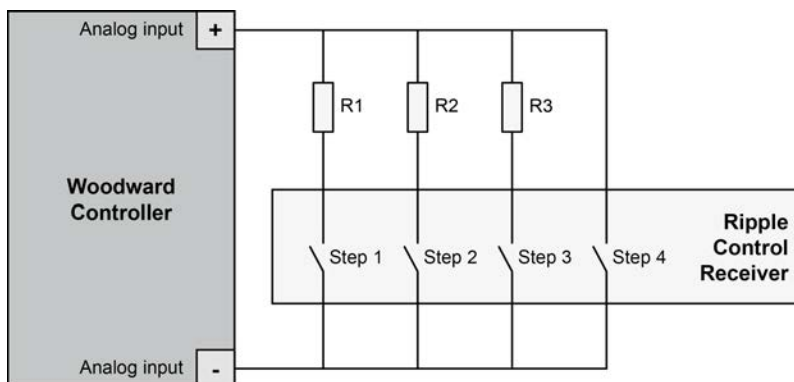 Analog input +
R1 R2 R3
Woodward
Controller
Ripple
Control
Receiver
Step 1 Step 2 Step 3 Step 4
Analog input -